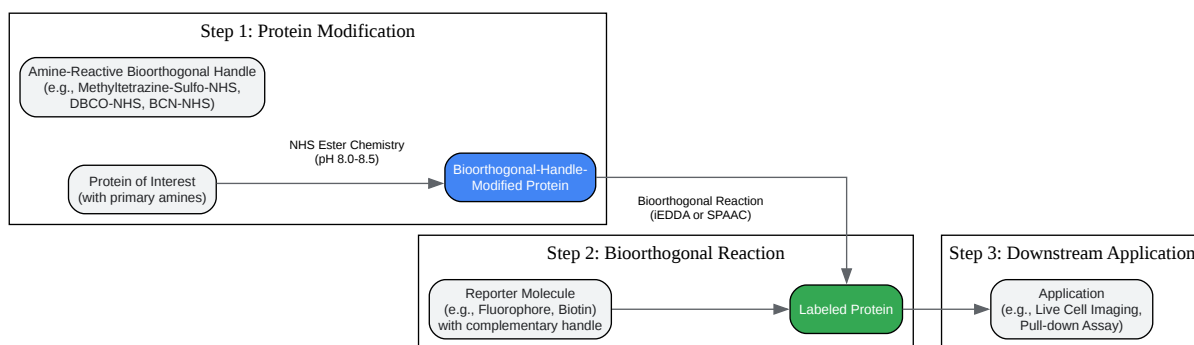 Step 1: Protein Modification
Amine-Reactive Bioorthogonal Handle
(e.g., Methyltetrazine-Sulfo-NHS,
DBCO-NHS, BCN-NHS)
NHS Ester Chemistry
(pH 8.0-8.5)
Protein of Interest
(with primary amines)
Bioorthogonal-Handle-
Modified Protein
Bioorthogonal Reaction
(iEDDA or SPAAC)
Step 2: Bioorthogonal Reaction
Reporter Molecule
(e.g., Fluorophore, Biotin)
with complementary handle
Labeled Protein
Step 3: Downstream Application
Application
(e.g., Live Cell Imaging,
Pull-down Assay)